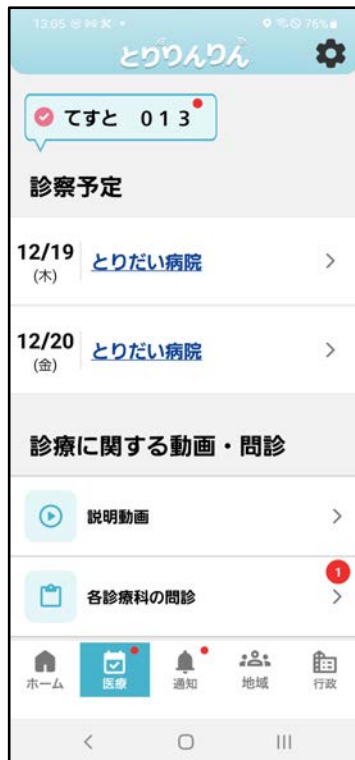 13:05
76%
とりりんりん
てすと 013
診察予定
12/19
(木)
とりだい病院
12/20
(金)
とりだい病院
診療に関する動画・問診
説明動画
1
各診療科の問診
ホーム
医療
通知
地域
行政